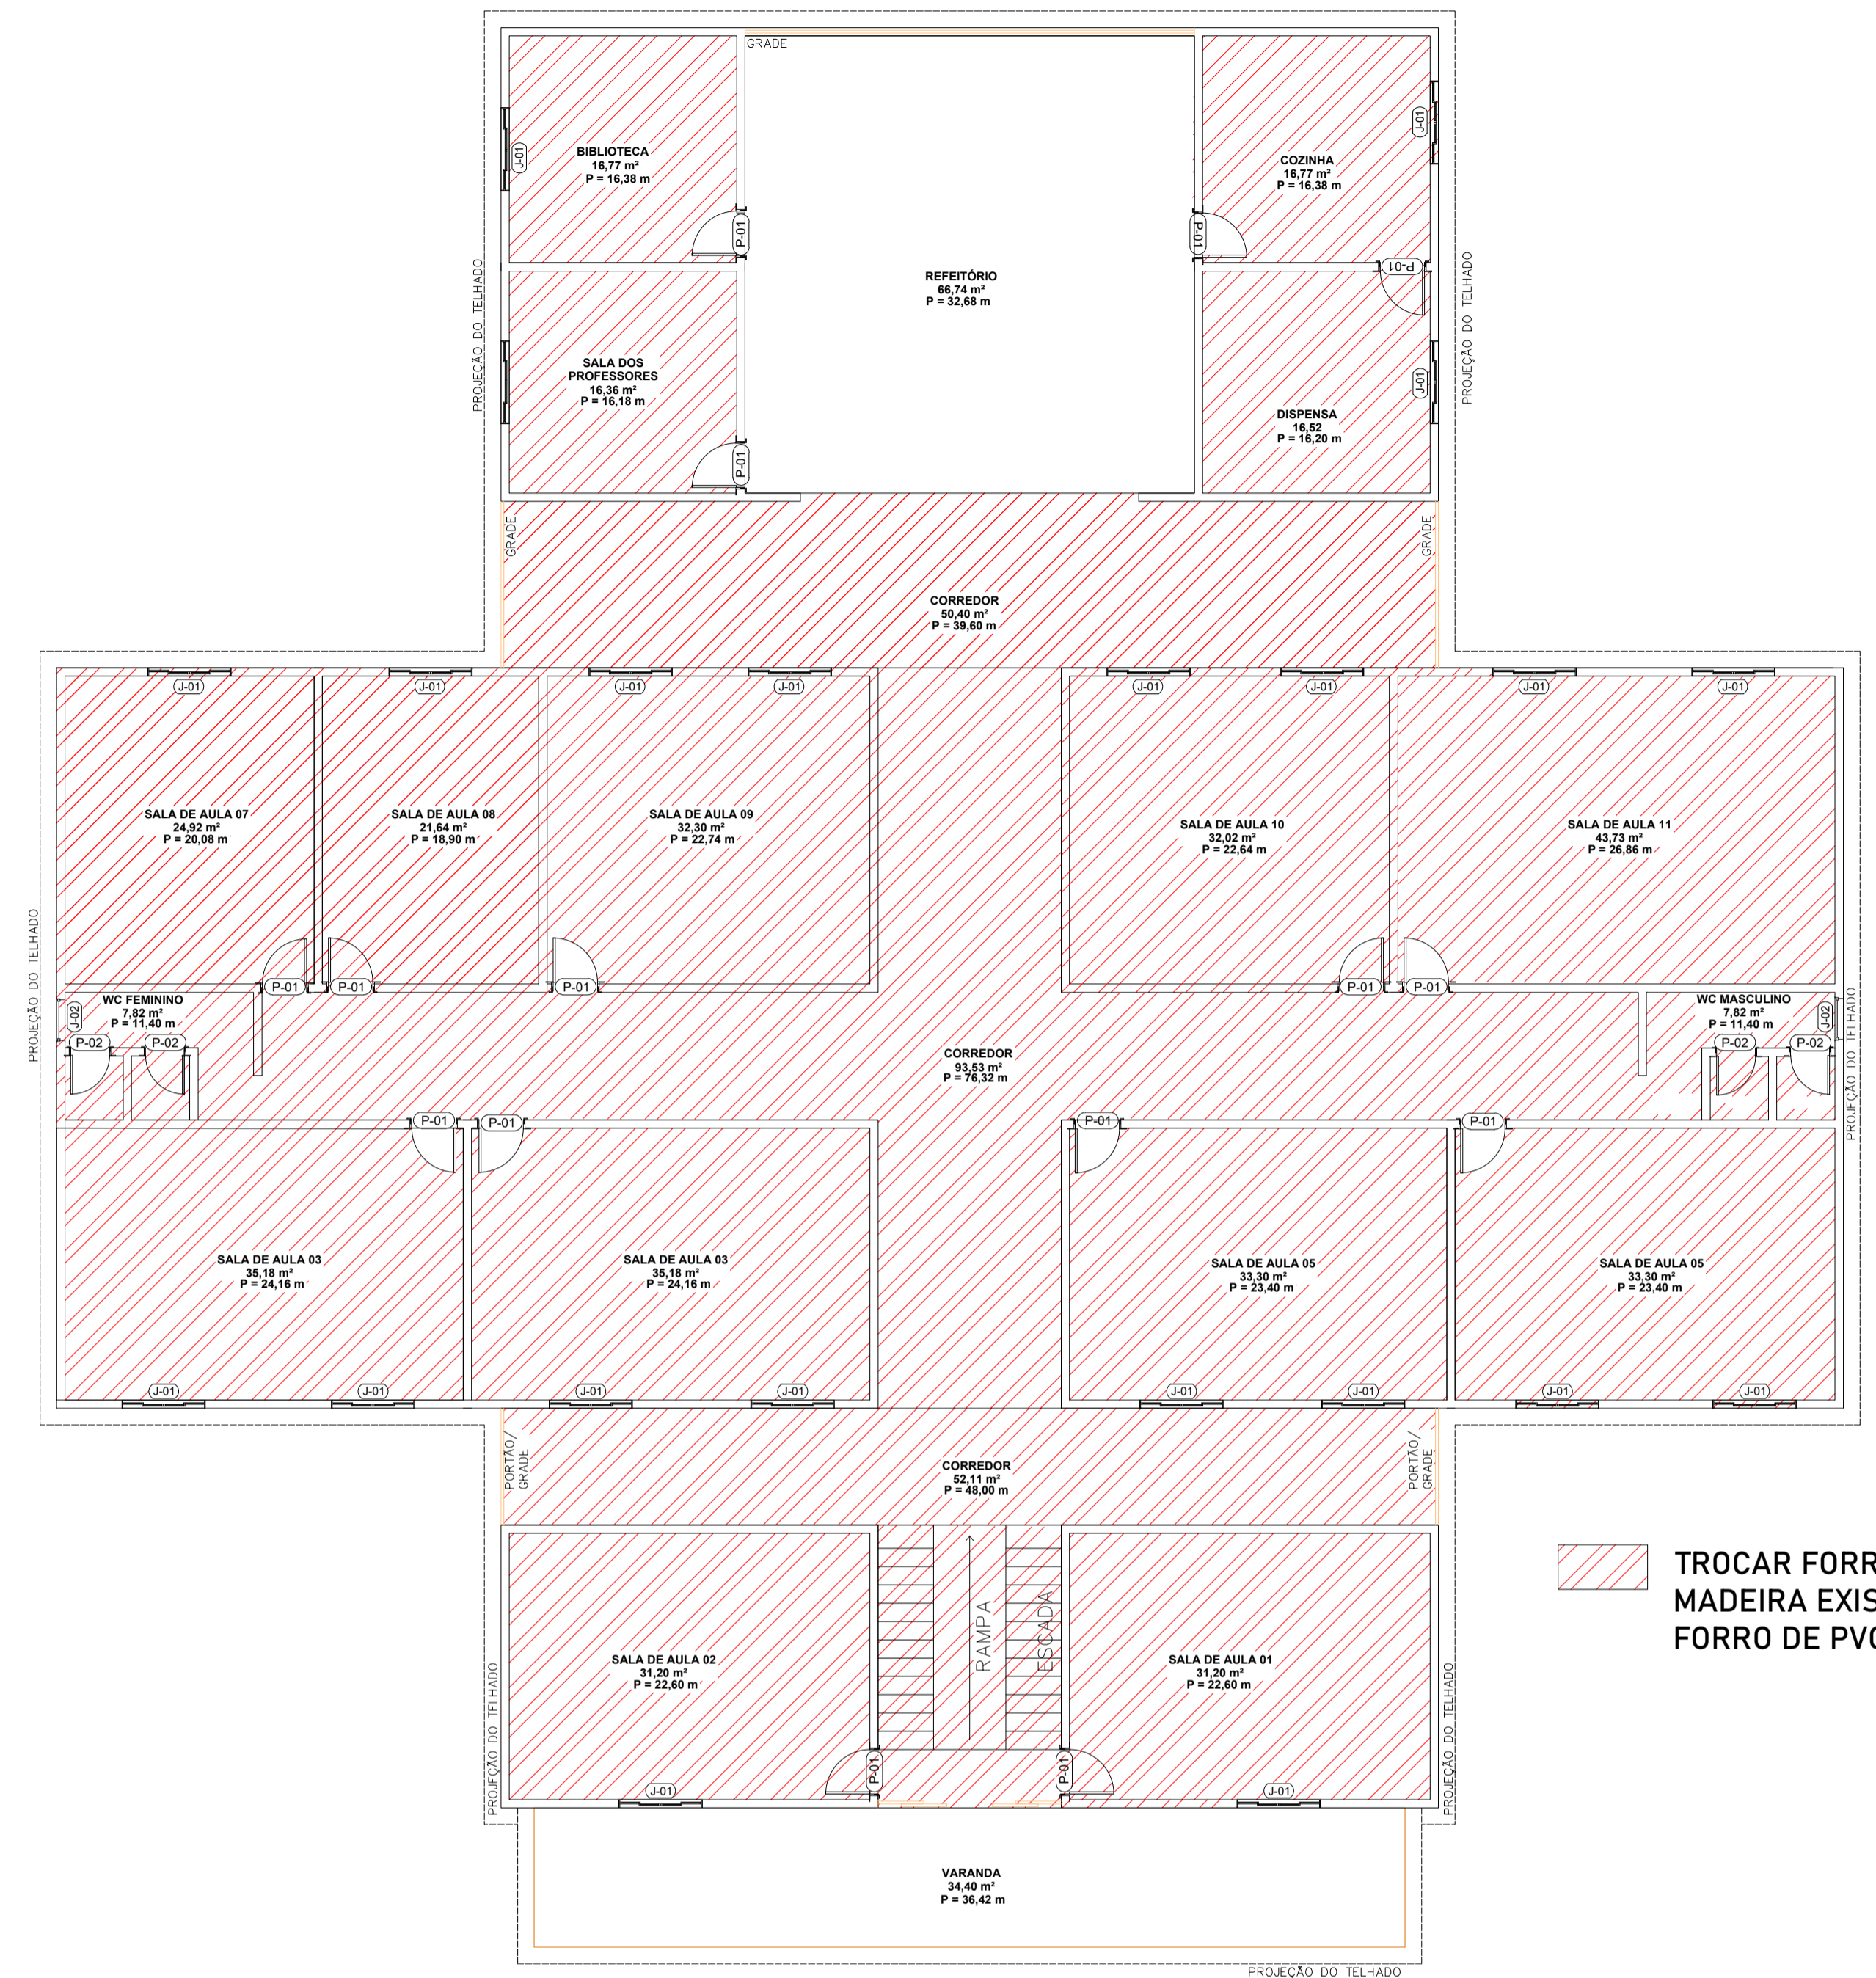 GRADE
BIBLIOTECA
16,77 m²
P = 16,38 m
J-01
P-01
COZINHA
16,77 m²
P = 16,38 m
J-01
P-01
P-01
REFEITÓRIO
66,74 m²
P = 32,68 m
PROJEÇÃO DO TELHADO
PROJEÇÃO DO TELHADO
SALA DOS
PROFESSORES
16,36 m²
P = 16,18 m
P-01
J-01
DISPENSA
16,52
P = 16,20 m
GRADE
GRADE
CORREDOR
50,40 m²
P = 39,60 m
J-01
J-01
J-01
J-01
J-01
J-01
J-01
J-01
SALA DE AULA 07
24,92 m²
P = 20,08 m
SALA DE AULA 08
21,64 m²
P = 18,90 m
SALA DE AULA 09
32,30 m²
P = 22,74 m
SALA DE AULA 10
32,02 m²
P = 22,64 m
SALA DE AULA 11
43,73 m²
P = 26,86 m
P-01
P-01
P-01
P-01
P-01
PROJEÇÃO DO TELHADO
WC FEMININO
7,82 m²
P = 11,40 m
J-02
P-02
P-02
CORREDOR
93,53 m²
P = 76,32 m
WC MASCULINO
7,82 m²
P = 11,40 m
J-02
P-02
P-02
PROJEÇÃO DO TELHADO
P-01
P-01
P-01
P-01
SALA DE AULA 03
35,18 m²
P = 24,16 m
SALA DE AULA 03
35,18 m²
P = 24,16 m
SALA DE AULA 05
33,30 m²
P = 23,40 m
SALA DE AULA 05
33,30 m²
P = 23,40 m
J-01
J-01
J-01
J-01
J-01
J-01
J-01
J-01
PORTÃO/
GRADE
CORREDOR
52,11 m²
P = 48,00 m
PORTÃO/
GRADE
TROCAR FORR
MADEIRA EXIS
FORRO DE PVC
RAMPA
ESCADA
SALA DE AULA 02
31,20 m²
P = 22,60 m
SALA DE AULA 01
31,20 m²
P = 22,60 m
PROJEÇÃO DO TELHADO
PROJEÇÃO DO TELHADO
P-01
P-01
J-01
J-01
VARANDA
34,40 m²
P = 36,42 m
PROJEÇÃO DO TELHADO